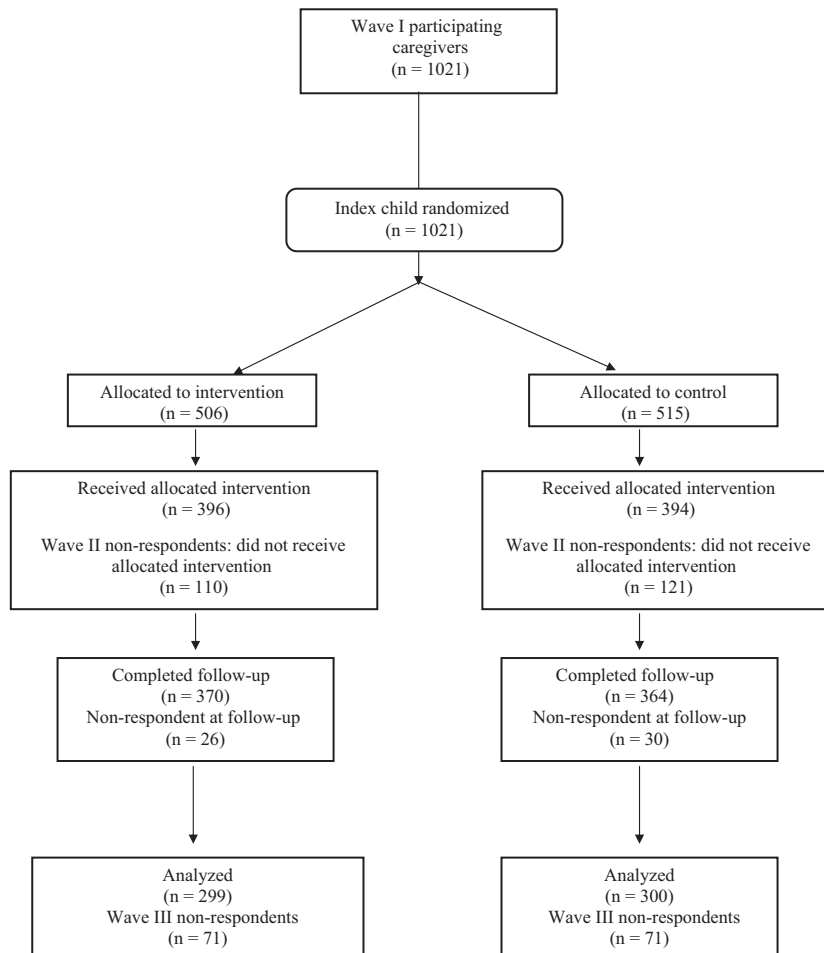 Wave I participating
caregivers
(n = 1021)
Index child randomized
(n = 1021)
Allocated to intervention
(n = 506)
Allocated to control
(n = 515)
Received allocated intervention
(n = 396)
Wave II non-respondents: did not receive
allocated intervention
(n = 110)
Received allocated intervention
(n = 394)
Wave II non-respondents: did not receive
allocated intervention
(n = 121)
Completed follow-up
(n = 370)
Non-respondent at follow-up
(n = 26)
Completed follow-up
(n = 364)
Non-respondent at follow-up
(n = 30)
Analyzed
(n = 299)
Wave III non-respondents
(n = 71)
Analyzed
(n = 300)
Wave III non-respondents
(n = 71)